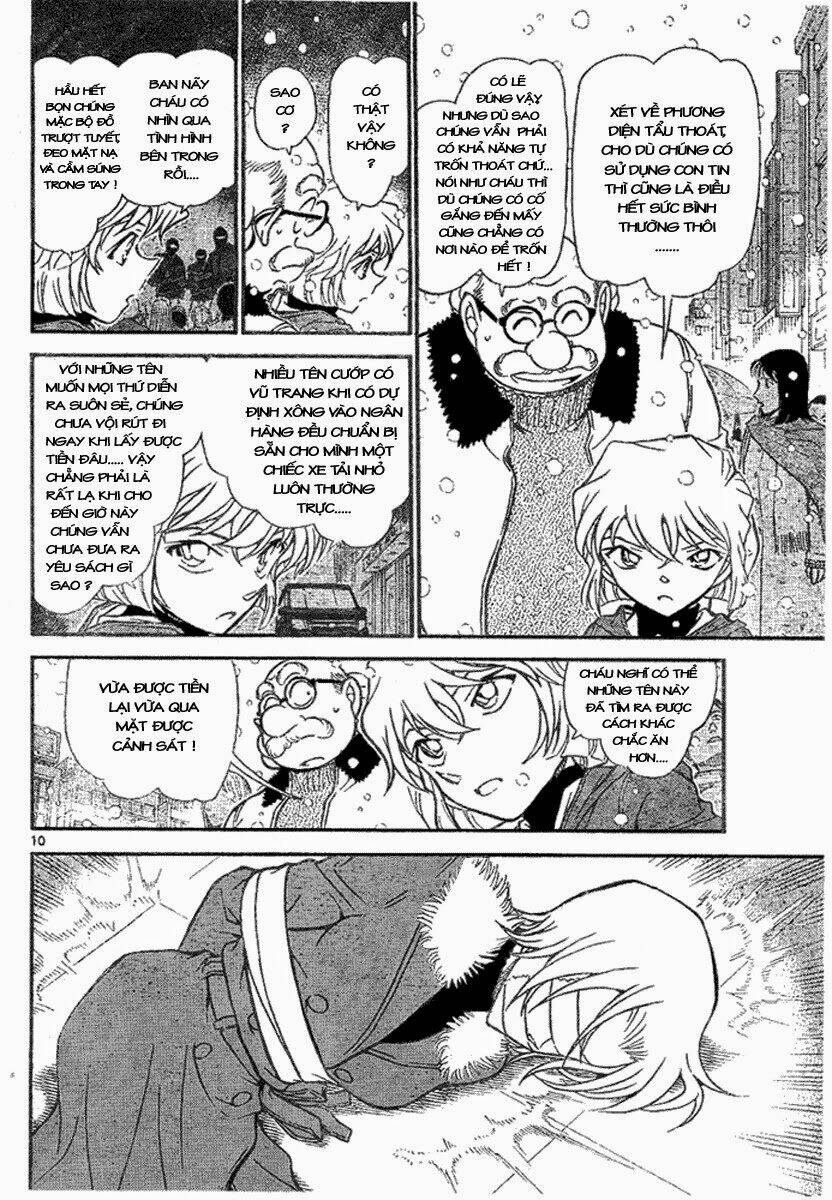 XÉT VỀ PHƯƠNG
DIỆN TẨU THOÁT,
CHO DÙ CHÚNG CÓ
SỬ DỤNG CON TIN
THÌ CŨNG LÀ ĐIỀU
HẾT SỨC BÌNH
THƯỜNG THÔI
.......
CÓ LẼ
ĐÚNG VẬY,
NHƯNG DÙ SAO
CHÚNG VẪN PHẢI
CÓ KHẢ NĂNG TỰ
TRỐN THOÁT CHỨ...
NÓI NHƯ CHÁU THÌ
DÙ CHÚNG CÓ CỐ
GẮNG ĐẾN MẤY
CŨNG CHẲNG CÓ
NƠI NÀO ĐỂ TRỐN
HẾT !
CÓ
THẬT
VẬY
KHÔNG ?
SAO
CƠ
?
BAN NÃY
CHÁU CÓ
NHÌN QUA
TÌNH HÌNH
BÊN TRONG
RỒI....
HẦU HẾT
BỌN CHÚNG
MẶC BỘ ĐỒ
TRƯỢT TUYẾT,
ĐEO MẶT NẠ
VÀ CẦM SÚNG
TRONG TAY !
NHIỀU TÊN CƯỚP CÓ
VŨ TRANG KHI CÓ DỰ
ĐỊNH XÔNG VÀO NGÂN
HÀNG ĐỀU CHUẨN BỊ
SẴN CHO MÌNH MỘT
CHIẾC XE TẢI NHỎ
LUÔN THƯỜNG
TRỰC.....
VỚI NHỮNG TÊN
MUỐN MỌI THỨ DIỄN
RA SUÔN SẺ, CHÚNG
CHƯA VỘI RÚT ĐI
NGAY KHI LẤY ĐƯỢC
TIỀN ĐÂU..... VẬY
CHẲNG PHẢI LÀ
RẤT LẠ KHI CHO
ĐẾN GIỜ NÀY
CHÚNG VẪN
CHƯA ĐƯA RA
YÊU SÁCH GÌ
SAO ?
CHÁU NGHĨ CÓ THỂ
NHỮNG TÊN NÀY
ĐÃ TÌM RA ĐƯỢC
CÁCH KHÁC
CHẮC ĂN
HƠN....
VỪA ĐƯỢC TIỀN
LẠI VỪA QUA
MẶT ĐƯỢC
CẢNH SÁT !
10